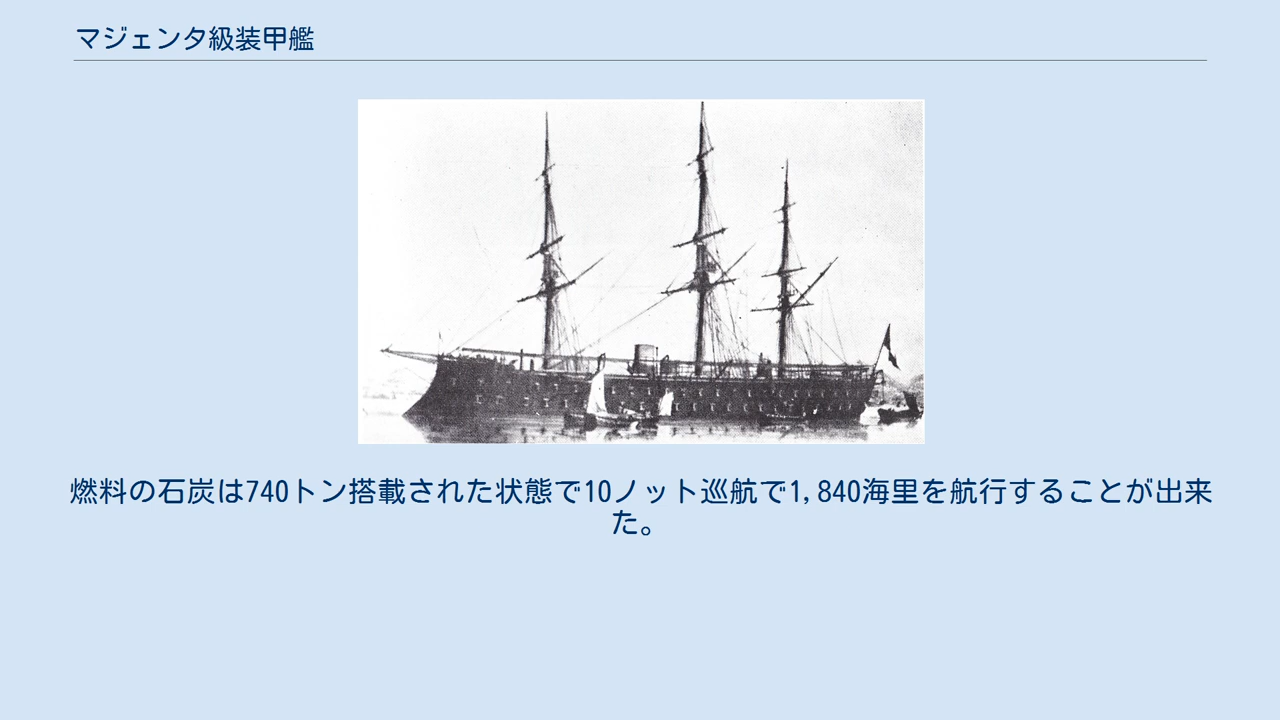 マジェンタ級装甲艦
燃料の石炭は740トン搭載された状態で10ノット巡航で1,840海里を航行することが出来
た。